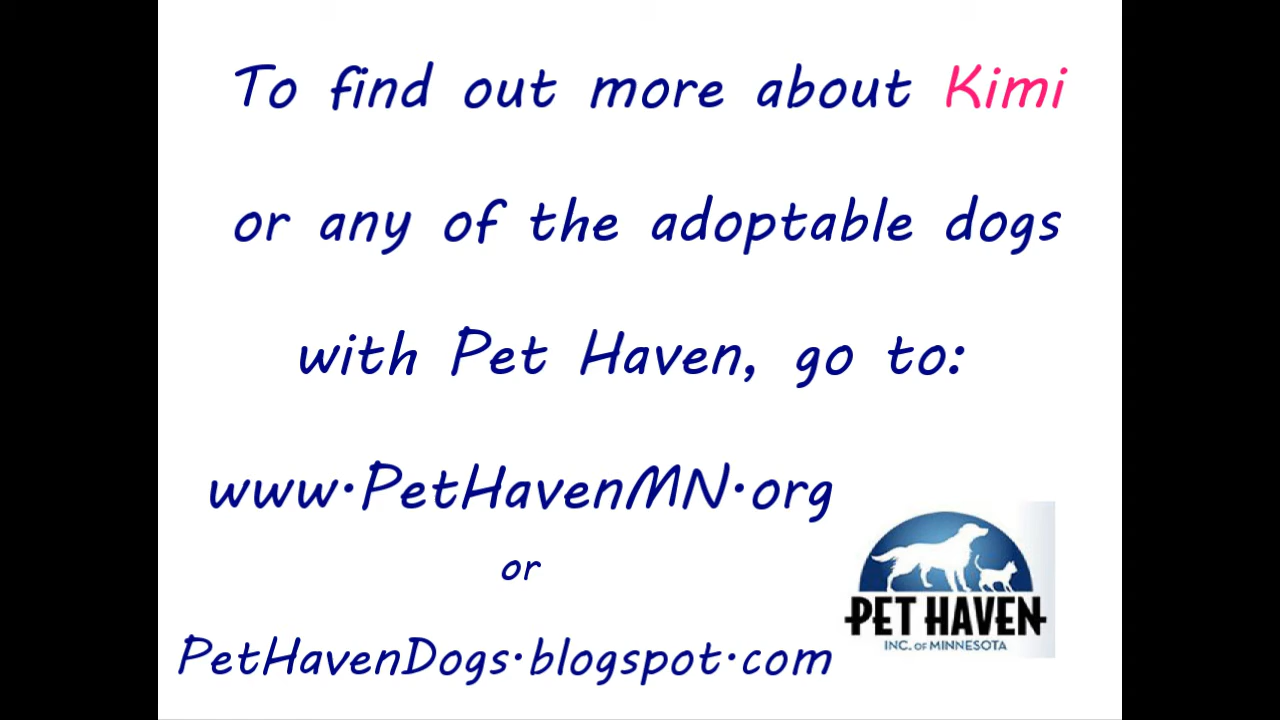 To find out more about Kimi
or any of the adoptable dogs
with Pet Haven, go to:
www.PetHavenMN.org
or
PetHavenDogs.blogspot.com
PET HAVEN
INC. OF MINNESOTA